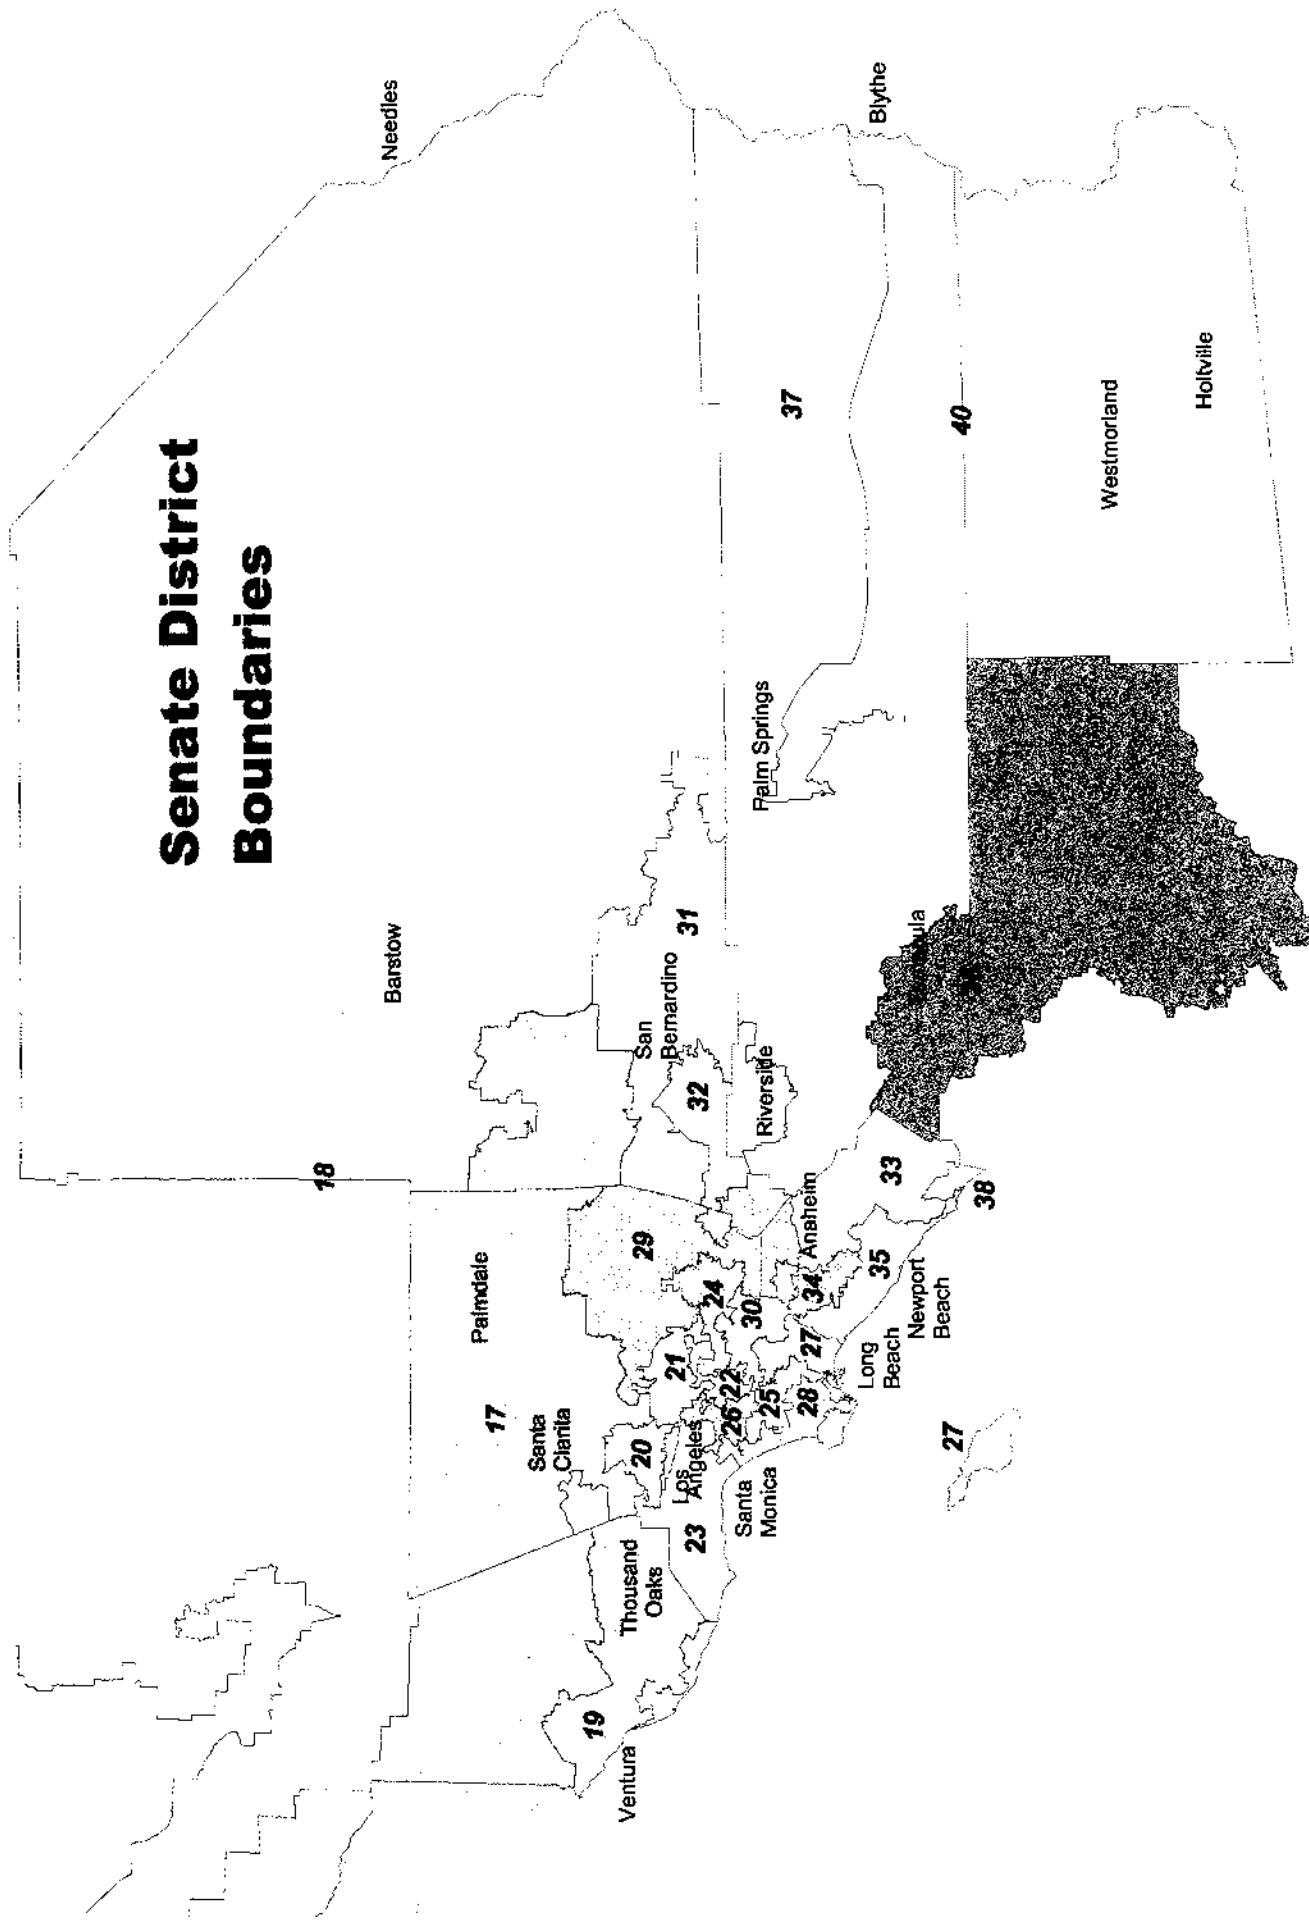 Senate District
Boundaries
18
Barstow
Needles
Palmdale
17
Santa
Clarita
19
Ventura
Thousand
Oaks
20
29
San
Bernardino
21
31
Los
Angeles
23
32
24
26
22
Santa
Monica
30
Palm Springs
Riverside
25
37
28
27
34
Anaheim
Long
Beach
35
Blythe
33
Newport
Beach
27
40
38
Westmorland
Holtville